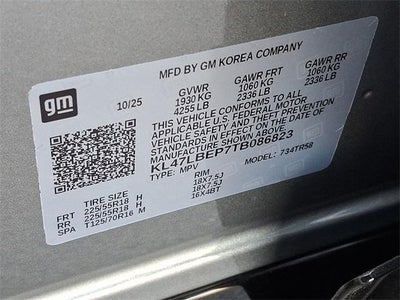 gm
MFD BY GM KOREA COMPANY
10/25
GVWR GAWR FRT GAWR RR
1930 KG 1060 KG 1060 KG
4255 LB 2336 LB 2336 LB
THIS VEHICLE CONFORMS TO ALL
APPLICABLE U.S. FEDERAL MOTOR
VEHICLE SAFETY STANDARDS
IN EFFECT ON THE DATE OF
MANUFACTURE SHOWN ABOVE
KL47LBEP7TB086823
TYPE: MPV MODEL: 734TR58
TIRE SIZE RIM
FRT 225/55R18 H 18X7.5J
RR 225/55R18 H 18X7.5J
SPA T125/70R16 M 16X4BT